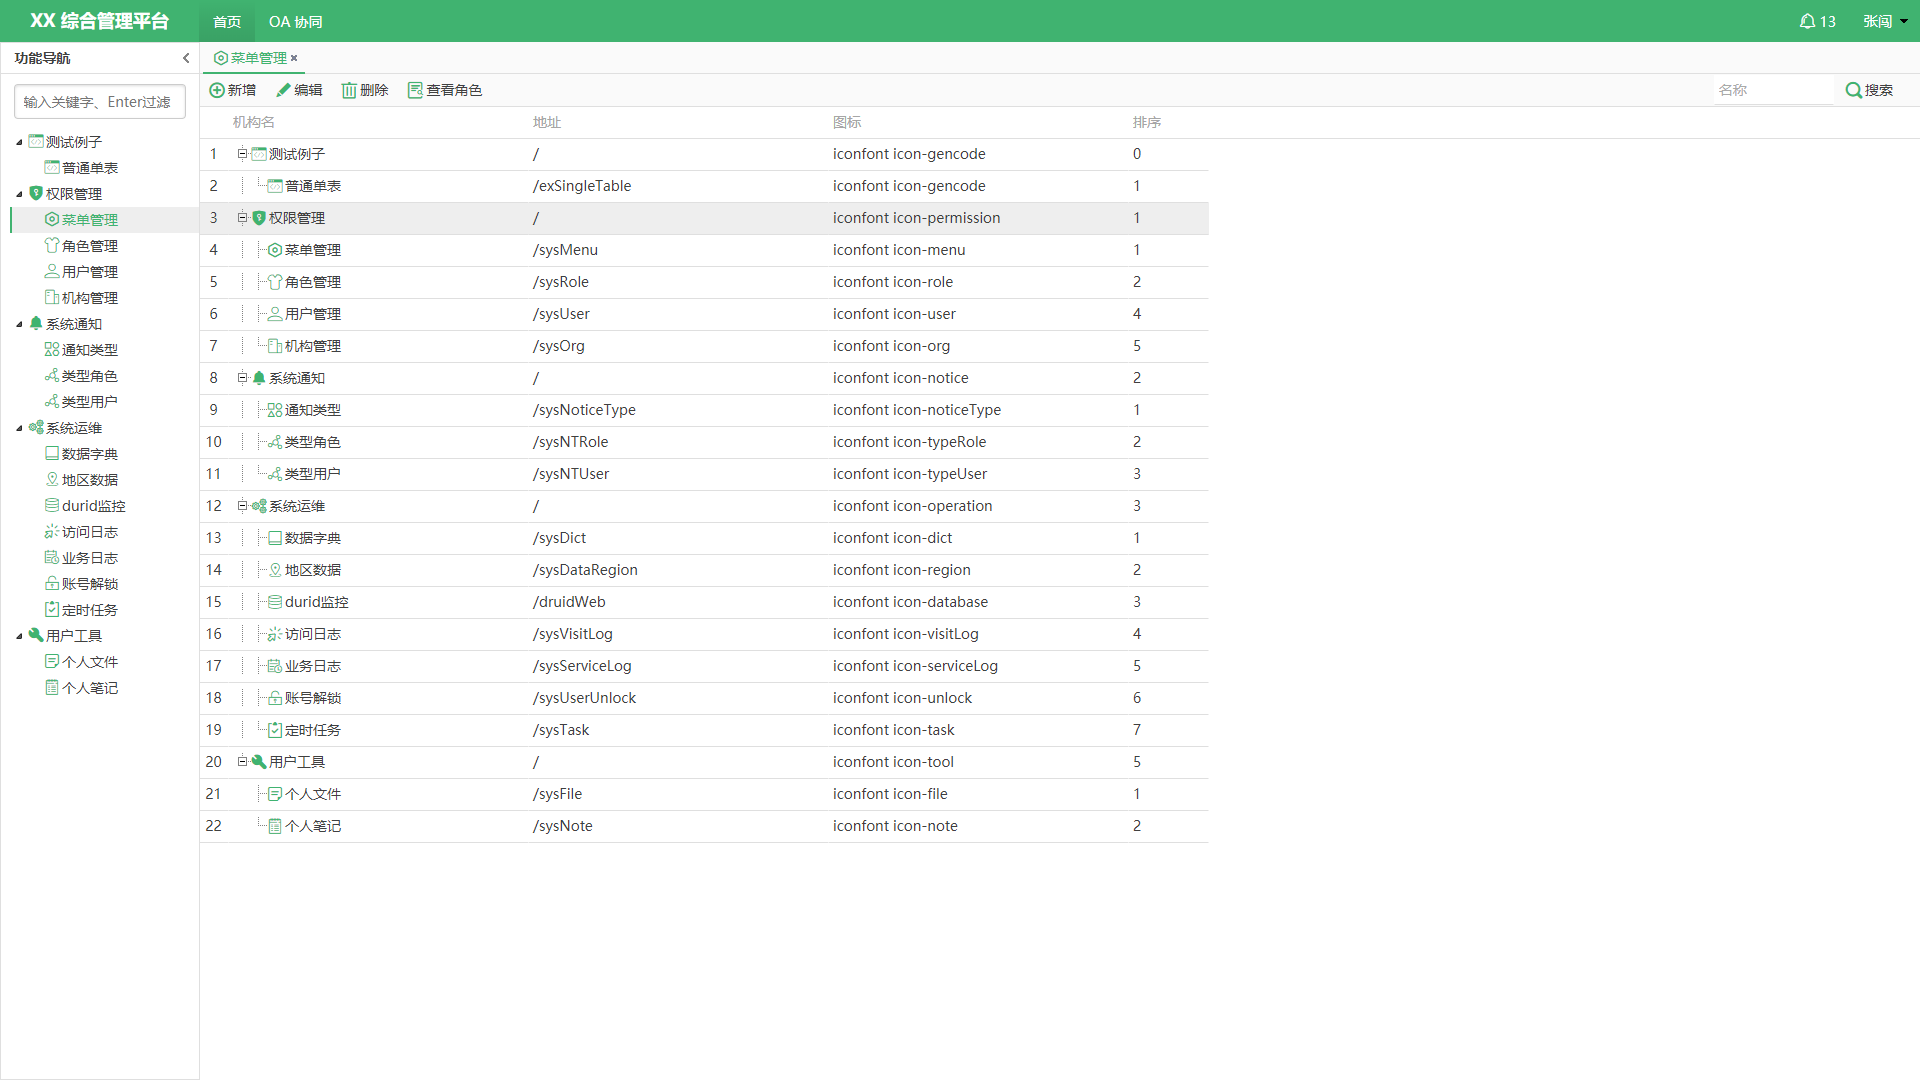 XX 综合管理平台 首页 OA 协同 13 张闯
功能导航 菜单管理
新增 编辑 删除 查看角色 名称 搜索
输入关键字、Enter过滤
测试例子
普通单表
权限管理
菜单管理
角色管理
用户管理
机构管理
系统通知
通知类型
类型角色
类型用户
系统运维
数据字典
地区数据
durid监控
访问日志
业务日志
账号解锁
定时任务
用户工具
个人文件
个人笔记
机构名 地址 图标 排序
1 测试例子 / iconfont icon-gencode 0
2 普通单表 /exSingleTable iconfont icon-gencode 1
3 权限管理 / iconfont icon-permission 1
4 菜单管理 /sysMenu iconfont icon-menu 1
5 角色管理 /sysRole iconfont icon-role 2
6 用户管理 /sysUser iconfont icon-user 4
7 机构管理 /sysOrg iconfont icon-org 5
8 系统通知 / iconfont icon-notice 2
9 通知类型 /sysNoticeType iconfont icon-noticeType 1
10 类型角色 /sysNTRole iconfont icon-typeRole 2
11 类型用户 /sysNTUser iconfont icon-typeUser 3
12 系统运维 / iconfont icon-operation 3
13 数据字典 /sysDict iconfont icon-dict 1
14 地区数据 /sysDataRegion iconfont icon-region 2
15 durid监控 /druidWeb iconfont icon-database 3
16 访问日志 /sysVisitLog iconfont icon-visitLog 4
17 业务日志 /sysServiceLog iconfont icon-serviceLog 5
18 账号解锁 /sysUserUnlock iconfont icon-unlock 6
19 定时任务 /sysTask iconfont icon-task 7
20 用户工具 / iconfont icon-tool 5
21 个人文件 /sysFile iconfont icon-file 1
22 个人笔记 /sysNote iconfont icon-note 2